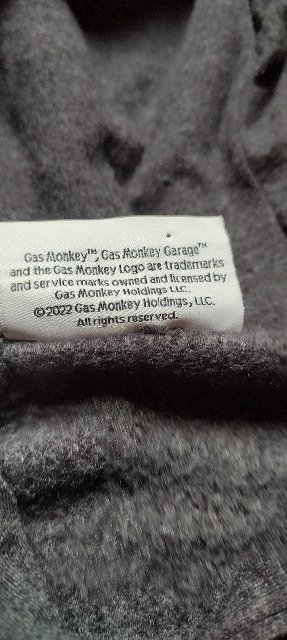 Gas Monkey™, Gas Monkey Garage™
and the Gas Monkey Logo are trademarks
and service marks owned and licensed by
Gas Monkey Holdings LLC.
©2022 Gas Monkey Holdings, LLC.
All rights reserved.